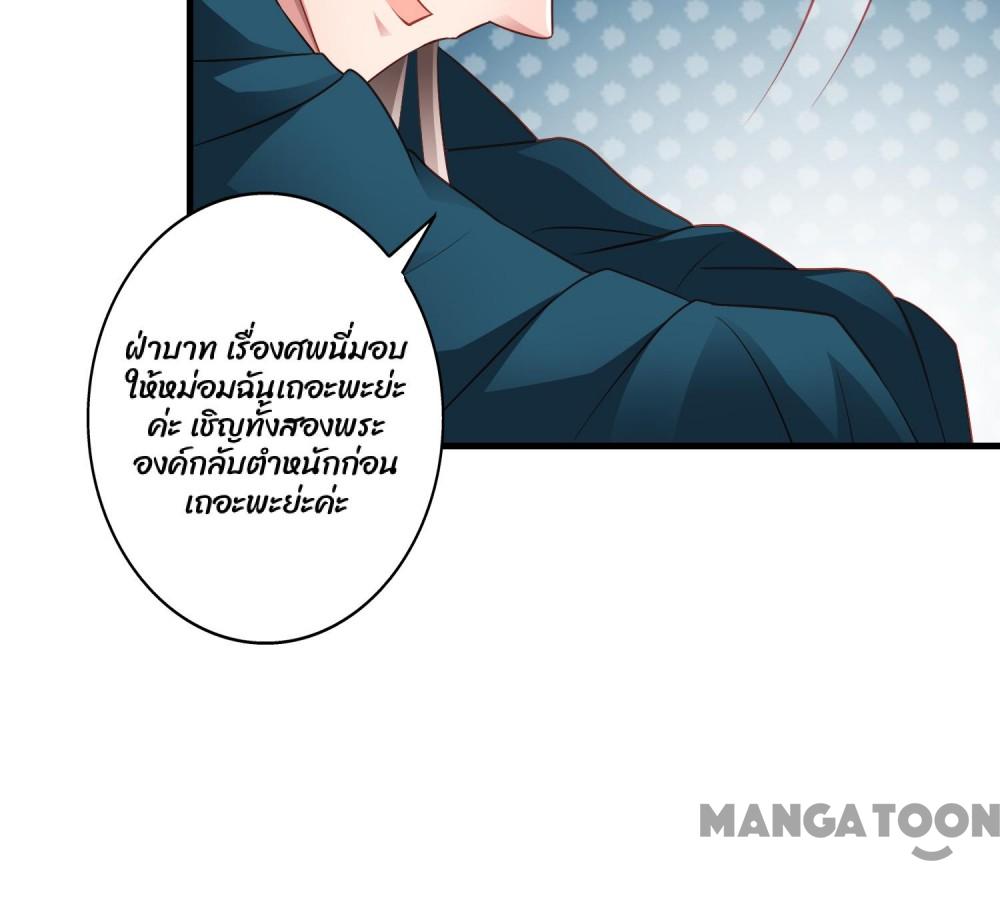 ฝ่าบาท เรื่องศพนี่มอบ
ให้หม่อมฉันเถอะพะย่ะ
ค่ะ เชิญทั้งสองพระ
องค์กลับตำหนักก่อน
เถอะพะย่ะค่ะ
MANGATOON